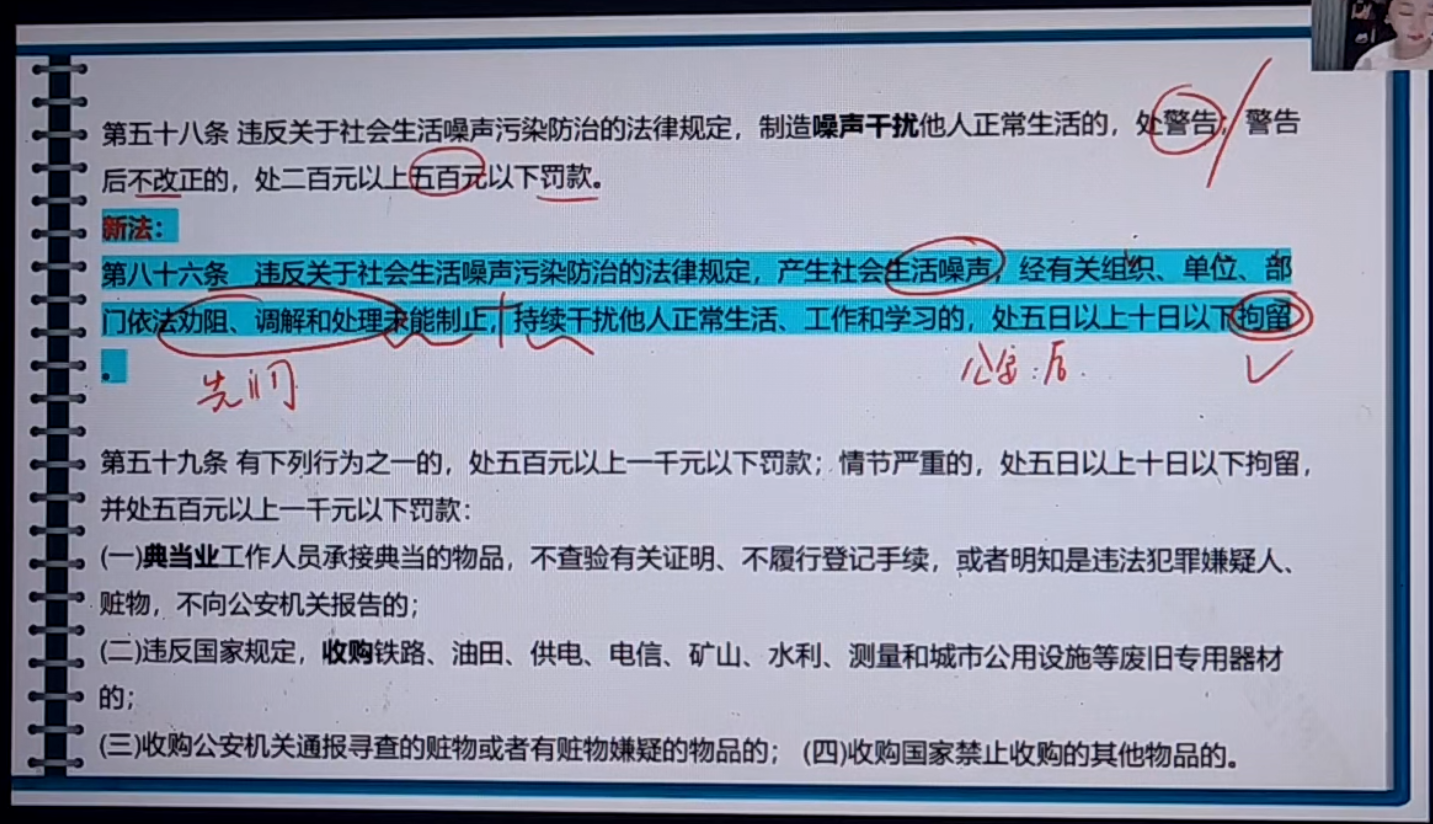 第五十八条 违反关于社会生活噪声污染防治的法律规定，制造噪声干扰他人正常生活的，处警告；警告
后不改正的，处二百元以上五百元以下罚款。
新法：
第八十六条 违反关于社会生活噪声污染防治的法律规定，产生社会生活噪声，经有关组织、单位、部
门依法劝阻、调解和处理未能制止，持续干扰他人正常生活、工作和学习的，处五日以上十日以下拘留
。
先门
公安：后
第五十九条 有下列行为之一的，处五百元以上一千元以下罚款；情节严重的，处五日以上十日以下拘留，
并处五百元以上一千元以下罚款：
(一)典当业工作人员承接典当的物品，不查验有关证明、不履行登记手续，或者明知是违法犯罪嫌疑人、
赃物，不向公安机关报告的；
(二)违反国家规定，收购铁路、油田、供电、电信、矿山、水利、测量和城市公用设施等废旧专用器材
的；
(三)收购公安机关通报寻查的赃物或者有赃物嫌疑的物品的；(四)收购国家禁止收购的其他物品的。